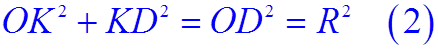 OK² + KD² = OD² = R² (2)